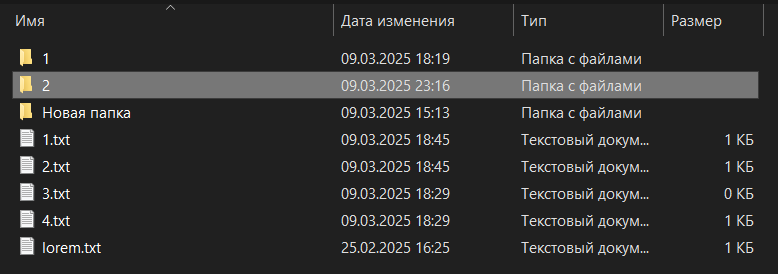 Имя Дата изменения Тип Размер
1 09.03.2025 18:19 Папка с файлами
2 09.03.2025 23:16 Папка с файлами
Новая папка 09.03.2025 15:13 Папка с файлами
1.txt 09.03.2025 18:45 Текстовый докум... 1 КБ
2.txt 09.03.2025 18:45 Текстовый докум... 1 КБ
3.txt 09.03.2025 18:29 Текстовый докум... 0 КБ
4.txt 09.03.2025 18:29 Текстовый докум... 1 КБ
lorem.txt 25.02.2025 16:25 Текстовый докум... 1 КБ